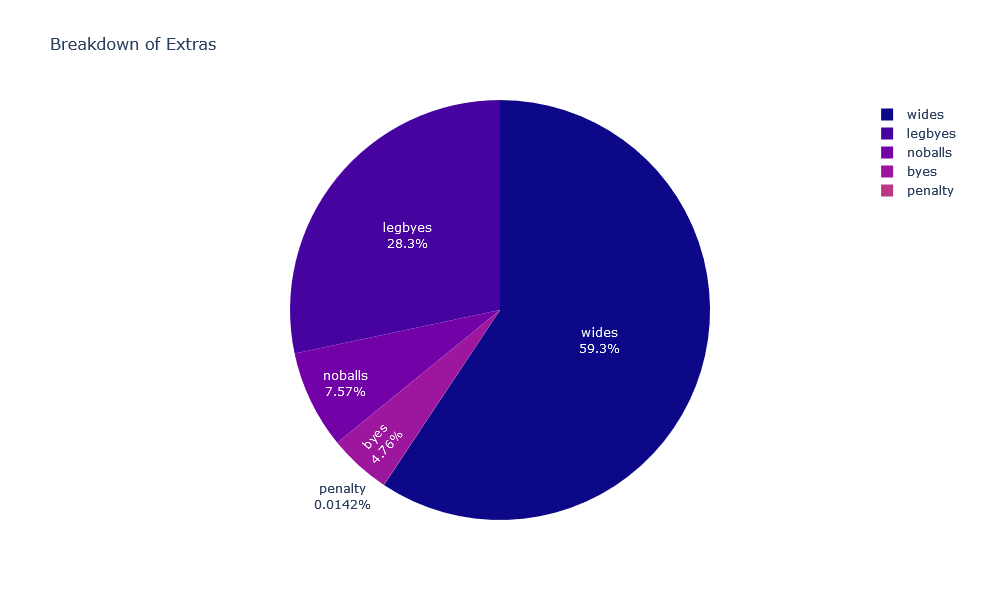 Breakdown of Extras
wides
legbyes
noballs
byes
penalty
legbyes
28.3%
wides
59.3%
noballs
7.57%
byes
4.76%
penalty
0.0142%